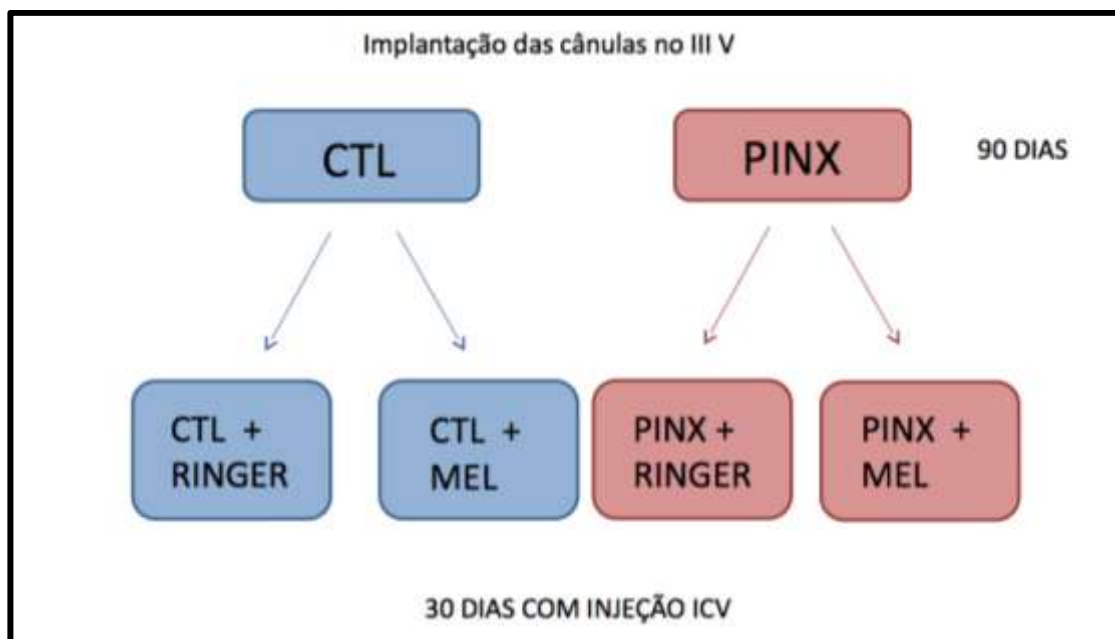 Implantação das cânulas no III V
CTL
PINX
90 DIAS
CTL +
RINGER
CTL +
MEL
PINX +
RINGER
PINX +
MEL
30 DIAS COM INJEÇÃO ICV